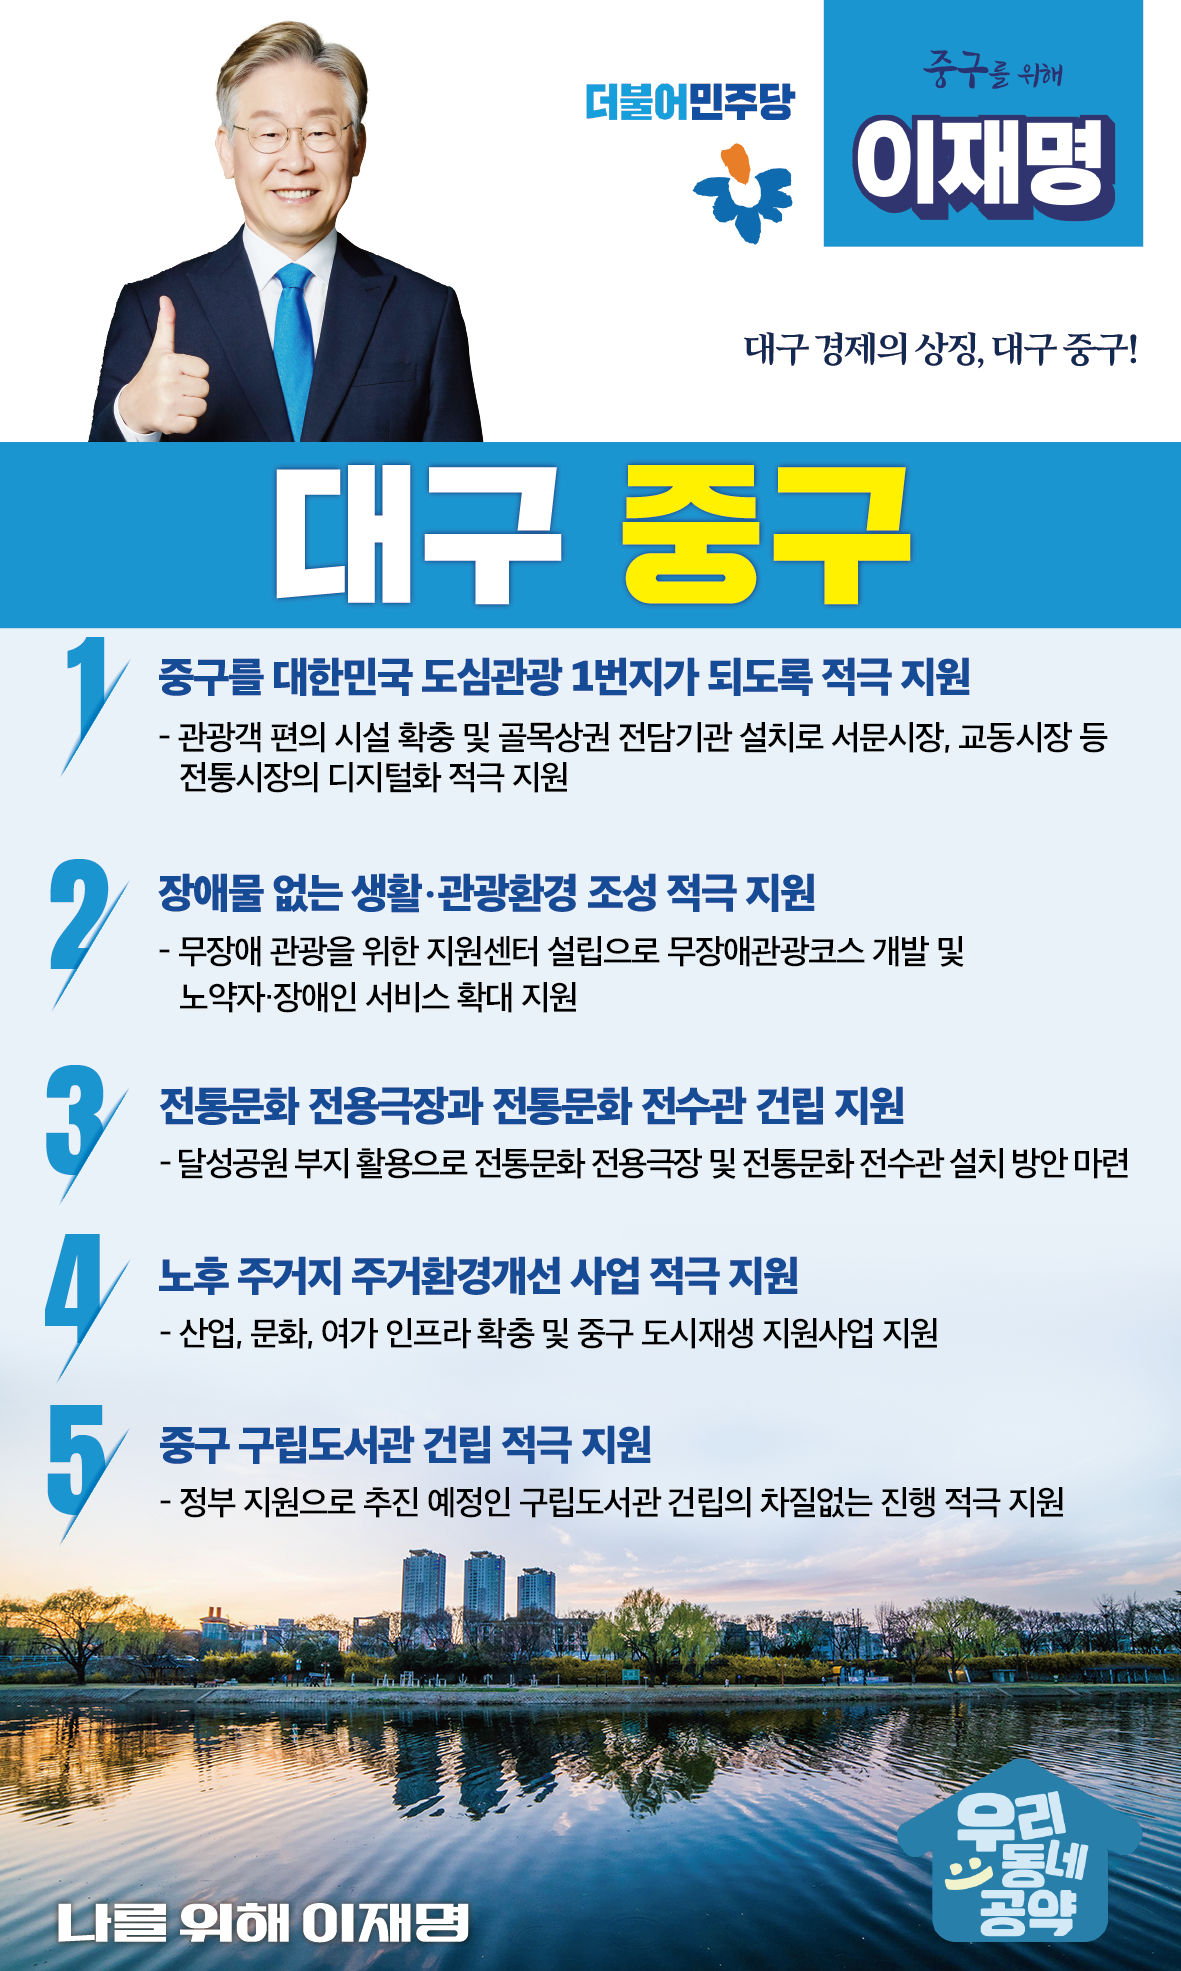 더불어민주당
중구를 위해
이재명
대구 경제의 상징, 대구 중구!
대구 중구
1
중구를 대한민국 도심관광 1번지가 되도록 적극 지원
- 관광객 편의 시설 확충 및 골목상권 전담기관 설치로 서문시장, 교동시장 등
전통시장의 디지털화 적극 지원
2
장애물 없는 생활·관광환경 조성 적극 지원
- 무장애 관광을 위한 지원센터 설립으로 무장애관광코스 개발 및
노약자·장애인 서비스 확대 지원
3
전통문화 전용극장과 전통문화 전수관 건립 지원
- 달성공원 부지 활용으로 전통문화 전용극장 및 전통문화 전수관 설치 방안 마련
4
노후 주거지 주거환경개선 사업 적극 지원
- 산업, 문화, 여가 인프라 확충 및 중구 도시재생 지원사업 지원
5
중구 구립도서관 건립 적극 지원
- 정부 지원으로 추진 예정인 구립도서관 건립의 차질없는 진행 적극 지원
나를 위해 이재명
우리
동네
공약